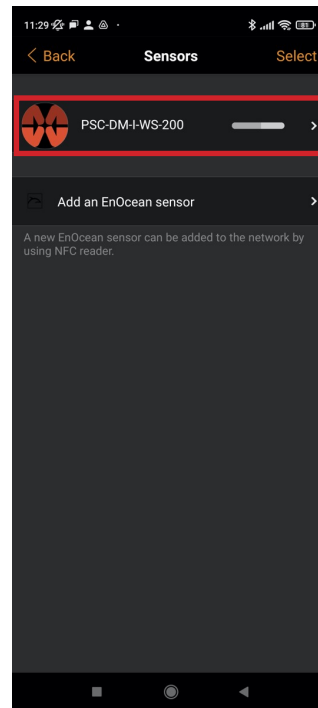 11:29
81
Back
Sensors
Select
PSC-DM-I-WS-200
Add an EnOcean sensor
A new EnOcean sensor can be added to the network by
using NFC reader.